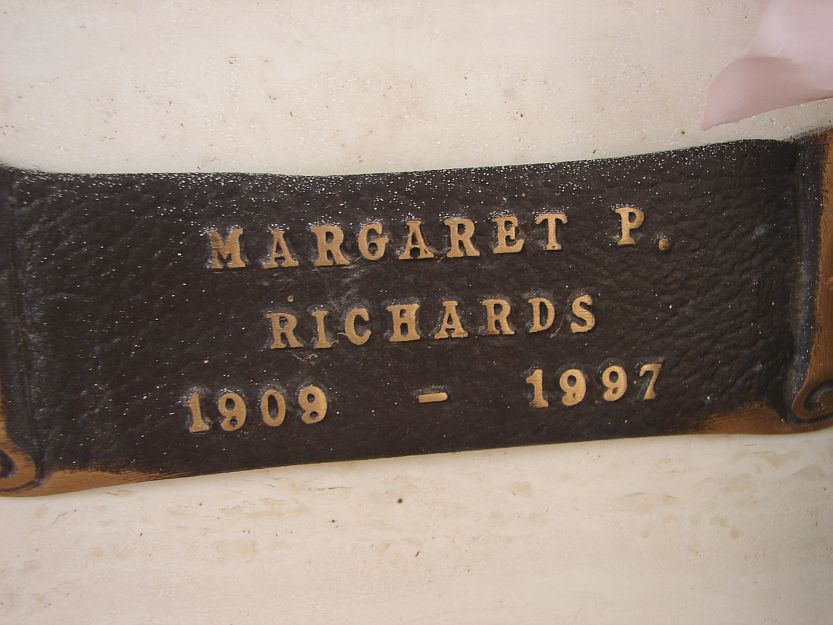 MARGARET P.
RICHARDS
1909 - 1997